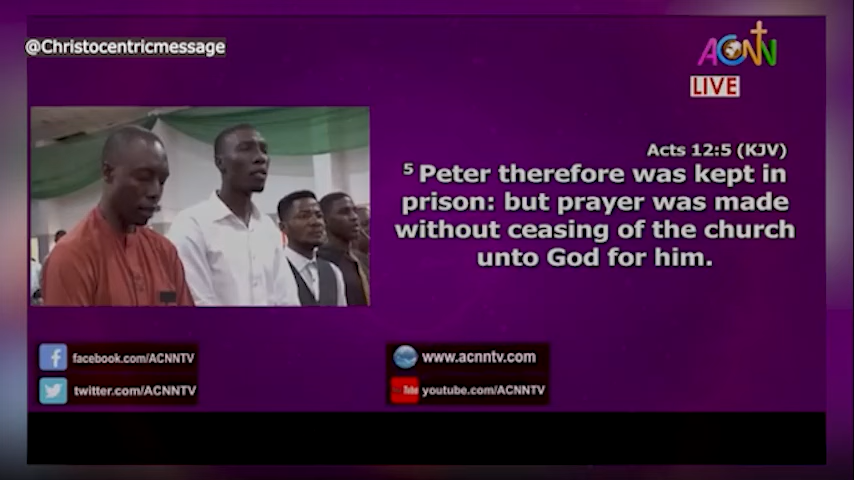 @Christocentricmessage
ACNN
LIVE
Acts 12:5 (KJV)
5 Peter therefore was kept in
prison: but prayer was made
without ceasing of the church
unto God for him.
facebook.com/ACNNTV
www.acnntv.com
twitter.com/ACNNTV
youtube.com/ACNNTV